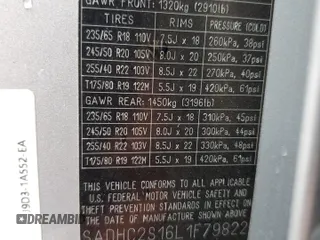 GAWR FRONT: 1320kg (2910lb)
TIRES RIMS PRESSURE (COLD)
235/65 R18 110V 7.5J x 18 260kPa, 38psi
245/50 R20 105V 8.0J x 20 250kPa, 37psi
255/40 R22 103V 8.5J x 22 270kPa, 40psi
T175/80 R19 122M 5.5J x 19 420kPa, 61psi
GAWR REAR: 1450kg (3196lb)
235/65 R18 110V 7.5J x 18 310kPa, 45psi
245/50 R20 105V 8.0J x 20 300kPa, 44psi
255/40 R22 103V 8.5J x 22 330kPa, 48psi
T175/80 R19 122M 5.5J x 19 420kPa, 61psi
THIS VEHICLE CONFORMS TO ALL APPLICABLE
U.S. FEDERAL MOTOR VEHICLE SAFETY AND
THEFT PREVENTION STANDARDS IN EFFECT ON
THE DATE OF MANUFACTURE SHOWN ABOVE.
SADHC2S16L1F79822
J9D3-1A552-EA